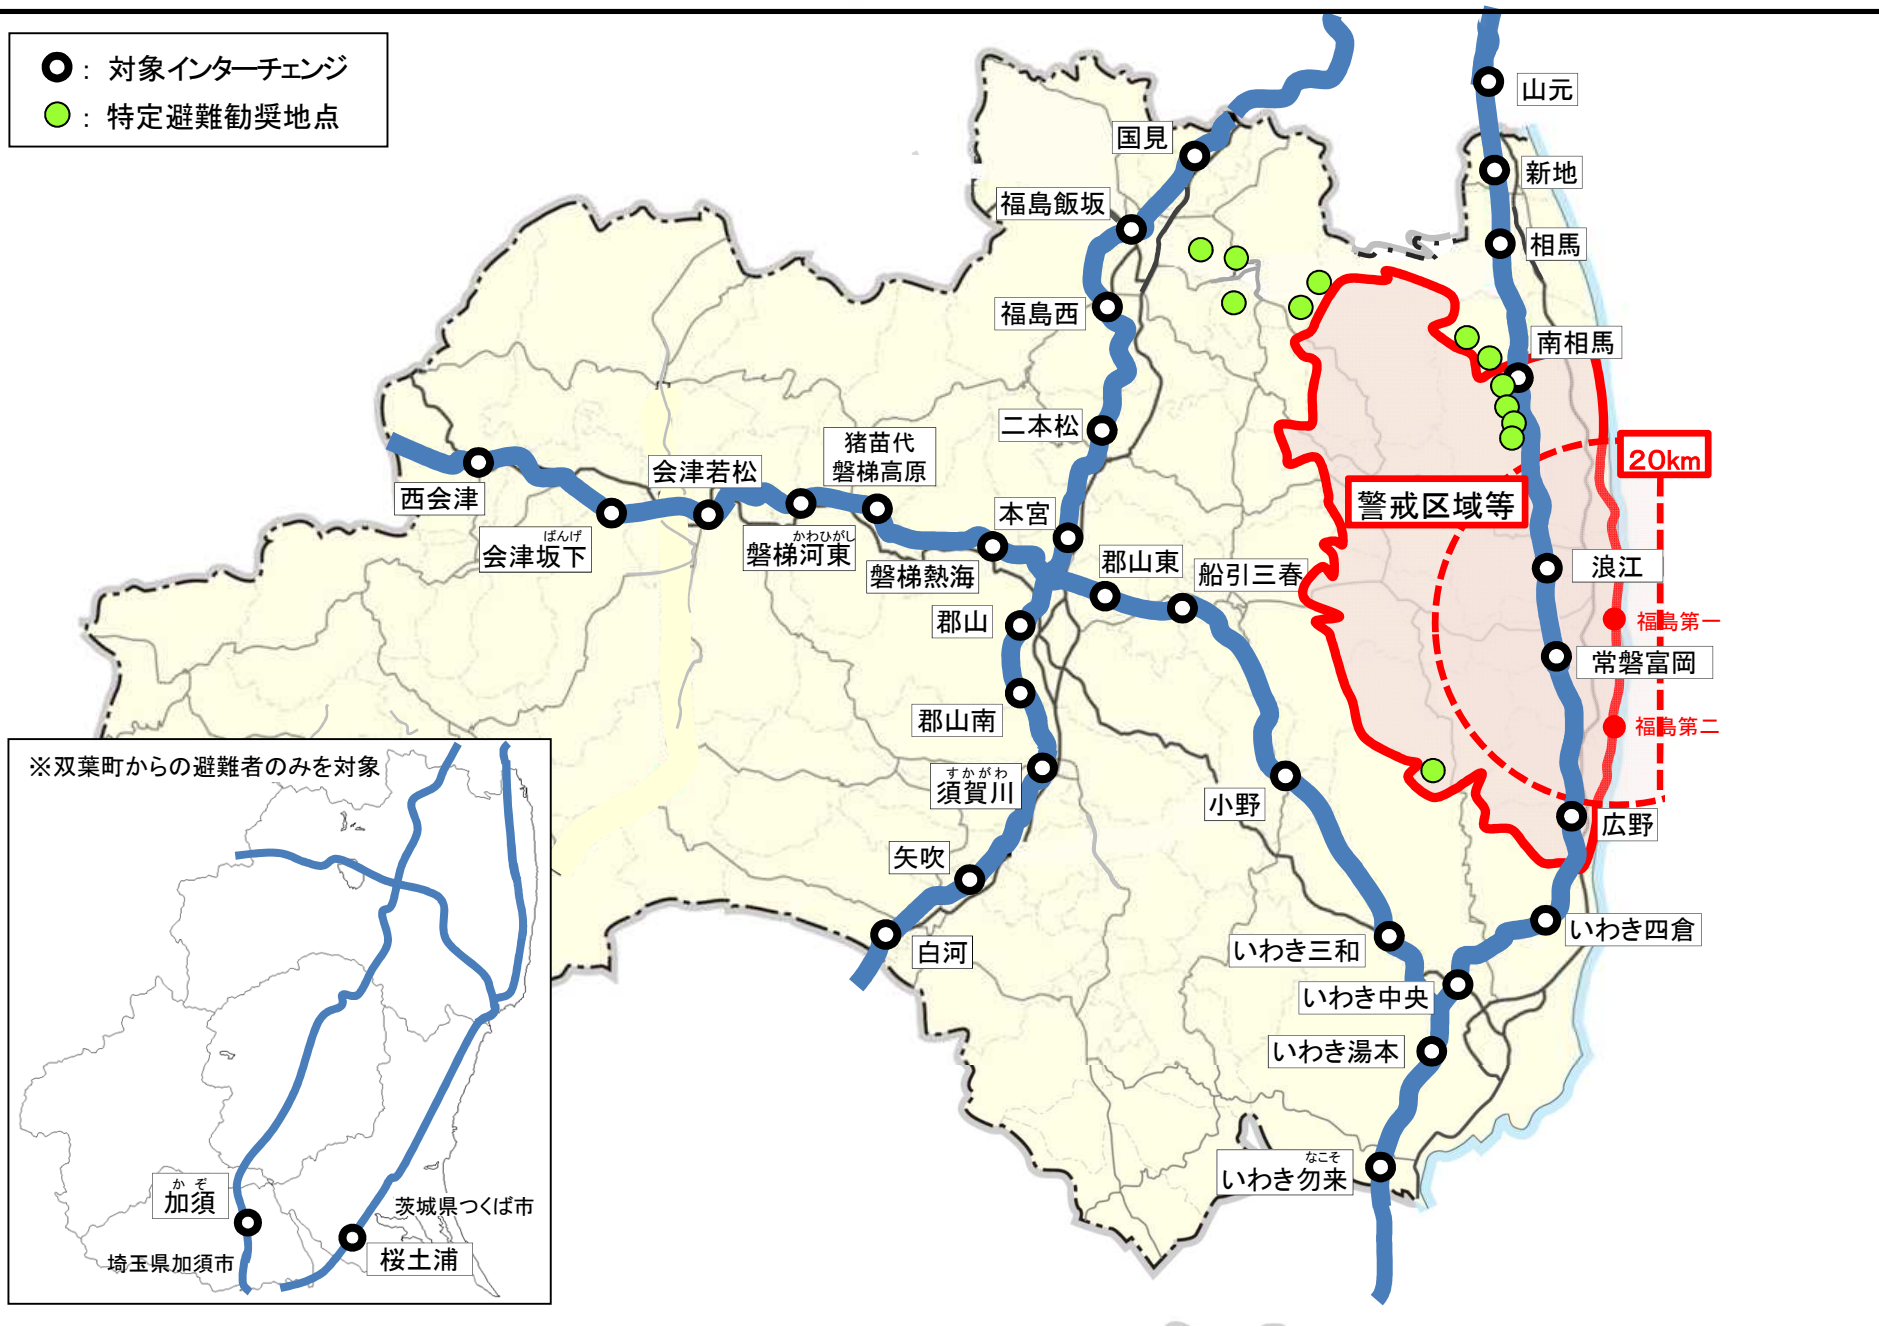 ：対象インターチェンジ
：特定避難勧奨地点
山元
国見
新地
福島飯坂
相馬
福島西
南相馬
二本松
猪苗代
磐梯高原
20km
会津若松
西会津
警戒区域等
本宮
ばんげ
会津坂下
かわひがし
磐梯河東
郡山東
磐梯熱海
船引三春
浪江
郡山
福島第一
常磐富岡
郡山南
福島第二
※双葉町からの避難者のみを対象
すかがわ
須賀川
小野
広野
矢吹
いわき四倉
白河
いわき三和
いわき中央
いわき湯本
なこそ
いわき勿来
かぞ
加須
茨城県つくば市
埼玉県加須市
桜土浦